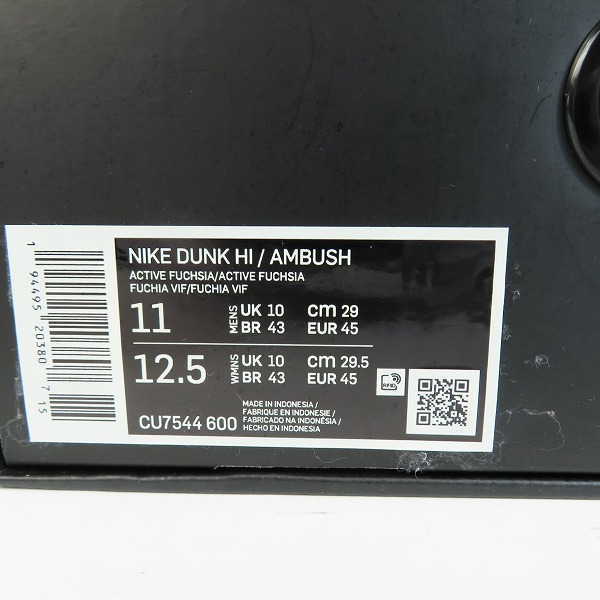 NIKE DUNK HI / AMBUSH
ACTIVE FUCHSIA/ACTIVE FUCHSIA
FUCHIA VIF/FUCHIA VIF
11 MENS UK 10 CM 29
BR 43 EUR 45
12.5 WMNS UK 10 CM 29.5
BR 43 EUR 45
RFID
CU7544 600
MADE IN INDONESIA /
FABRIQUE EN INDONESIE /
FABRICADO NA INDONÉSIA /
HECHO EN INDONESIA
1 94495 20380 7 15